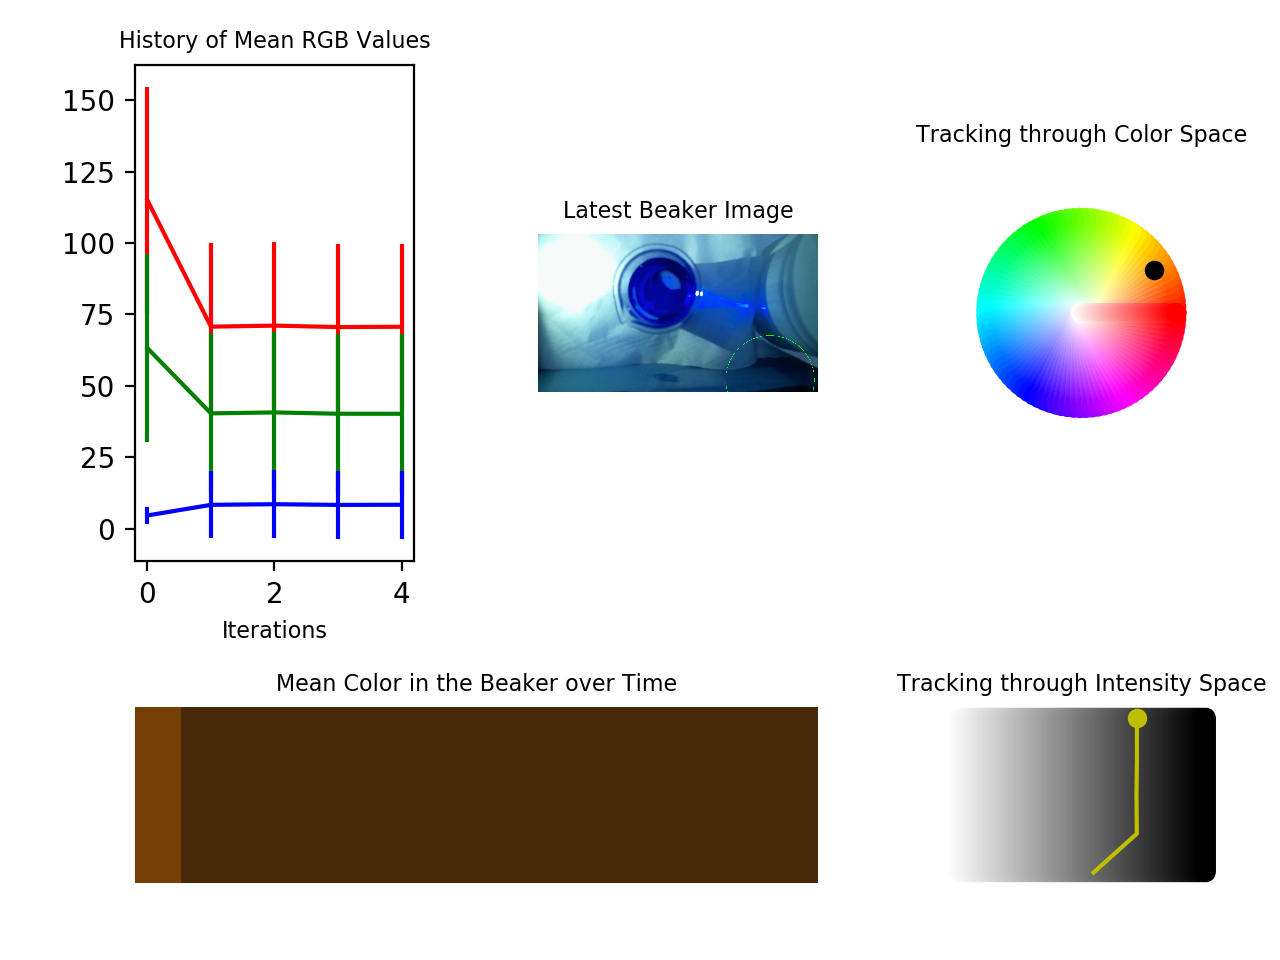 History of Mean RGB Values
150
125
100
75
50
25
0
0 2 4
Iterations
Latest Beaker Image
Tracking through Color Space
Mean Color in the Beaker over Time
Tracking through Intensity Space